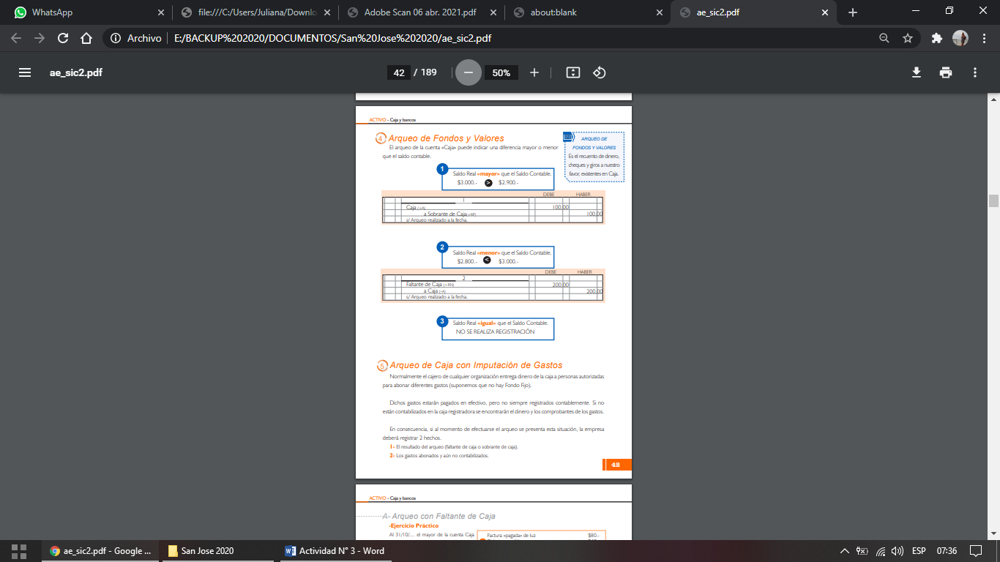 WhatsApp
file:///C:/Users/Juliana/Downlo
Adobe Scan 06 abr. 2021.pdf
about:blank
ae_sic2.pdf
Archivo
E:/BACKUP%202020/DOCUMENTOS/San%20Jose%202020/ae_sic2.pdf
ae_sic2.pdf
42 / 189
50%
ACTIVO - Caja y bancos
4 Arqueo de Fondos y Valores
El arqueo de la cuenta «Caja» puede indicar una diferencia mayor o menor
que el saldo contable.
ARQUEO DE
FONDOS Y VALORES
Es el recuento de dinero,
cheques y giros a nuestro
favor, existentes en Caja.
1
Saldo Real «mayor» que el Saldo Contable.
$3.000.- > $2.900.-
DEBE HABER
1
Caja (+A) 100,00
a Sobrante de Caja(+RP) 100,00
s/ Arqueo realizado a la fecha.
2
Saldo Real «menor» que el Saldo Contable.
$2.800.- < $3.000.-
DEBE HABER
2
Faltante de Caja (+RN) 200,00
a Caja (-A) 200,00
s/ Arqueo realizado a la fecha.
3
Saldo Real «igual» que el Saldo Contable.
NO SE REALIZA REGISTRACIÓN
5 Arqueo de Caja con Imputación de Gastos
Normalmente el cajero de cualquier organización entrega dinero de la caja a personas autorizadas
para abonar diferentes gastos (suponemos que no hay Fondo Fijo).
Dichos gastos estarán pagados en efectivo, pero no siempre registrados contablemente. Si no
están contabilizados en la caja registradora se encontrarán el dinero y los comprobantes de los gastos.
En consecuencia, si al momento de efectuarse el arqueo se presenta esta situación, la empresa
deberá registrar 2 hechos.
1- El resultado del arqueo (faltante de caja o sobrante de caja).
2- Los gastos abonados y aún no contabilizados.
42
ACTIVO - Caja y bancos
A- Arqueo con Faltante de Caja
-Ejercicio Práctico
Al 31/10/... el mayor de la cuenta Caja
Factura «pagada» de luz $80.-
ae_sic2.pdf - Google ...
San Jose 2020
Actividad N° 3 - Word
ESP
07:36